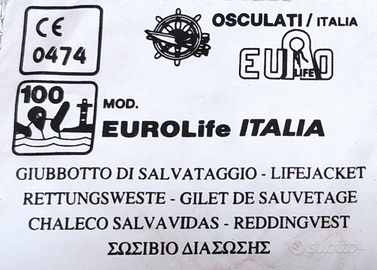 CE
0474
OSCULATI / ITALIA
EURO
LIFE
100
MOD.
EUROLife ITALIA
GIUBBOTTO DI SALVATAGGIO - LIFEJACKET
RETTUNGSWESTE - GILET DE SAUVETAGE
CHALECO SALVAVIDAS - REDDINGVEST
ΣΩΣΙΒΙΟ ΔΙΑΣΩΣΗΣ
subito